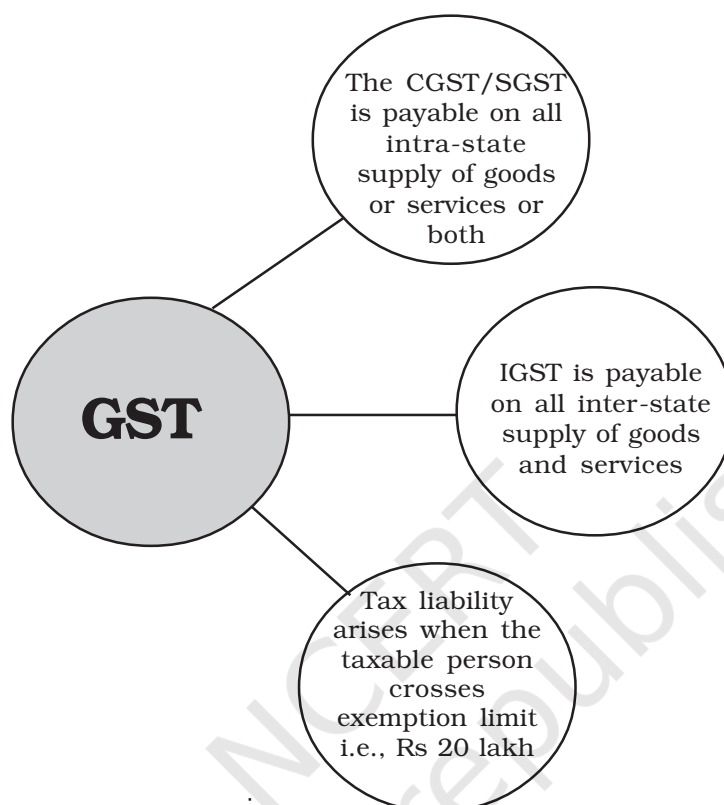 The CGST/SGST
is payable on all
intra-state
supply of goods
or services or
both
GST
IGST is payable
on all inter-state
supply of goods
and services
Tax liability
arises when the
taxable person
crosses
exemption limit
i.e., Rs 20 lakh
NCERT
republis